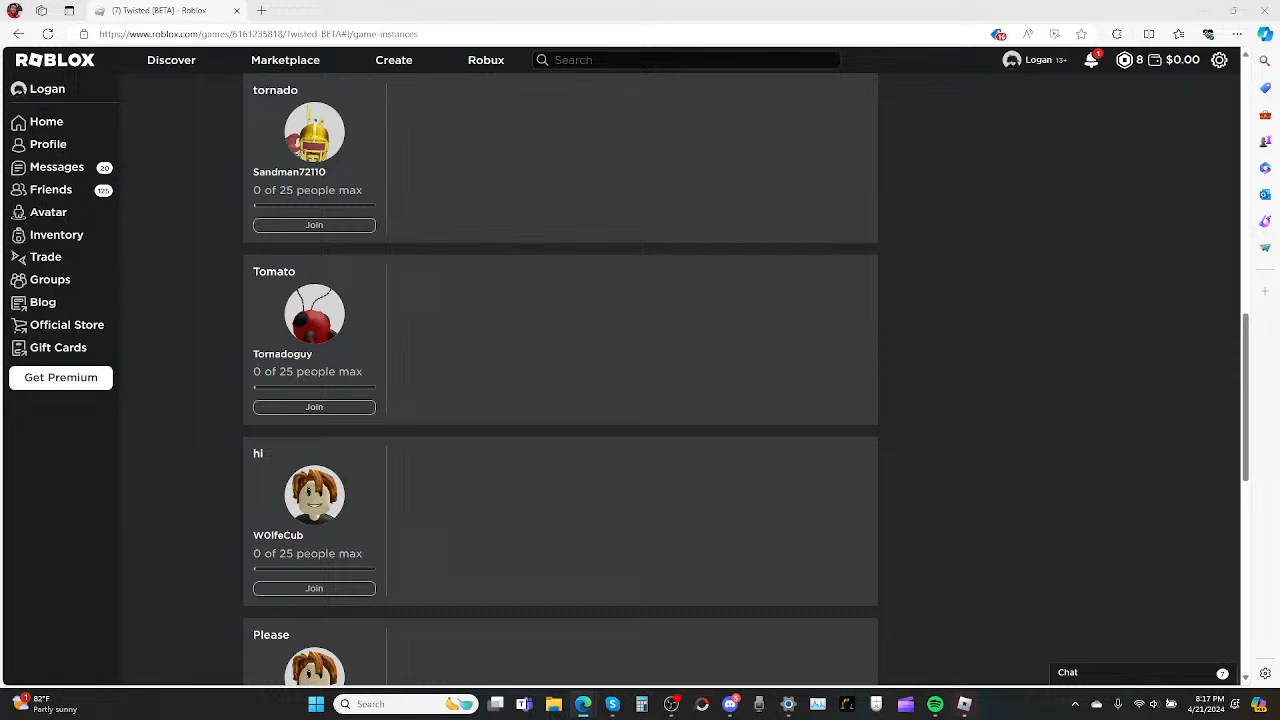 (7) Twisted [BETA] - Roblox
https://www.roblox.com/games/6161235818/Twisted-BETA#!/game-instances
16
ROBLOX
Discover
Marketplace
Create
Robux
Search
Logan 13+
1
8
$0.00
Logan
Home
Profile
Messages 20
Friends 125
Avatar
Inventory
Trade
Groups
Blog
Official Store
Gift Cards
Get Premium
tornado
Sandman72110
0 of 25 people max
Join
Tomato
Tornadoguy
0 of 25 people max
Join
hi
W0lfeCub
0 of 25 people max
Join
Please
Chat 7
1
82°F
Partly sunny
Search
8:17 PM
4/21/2024